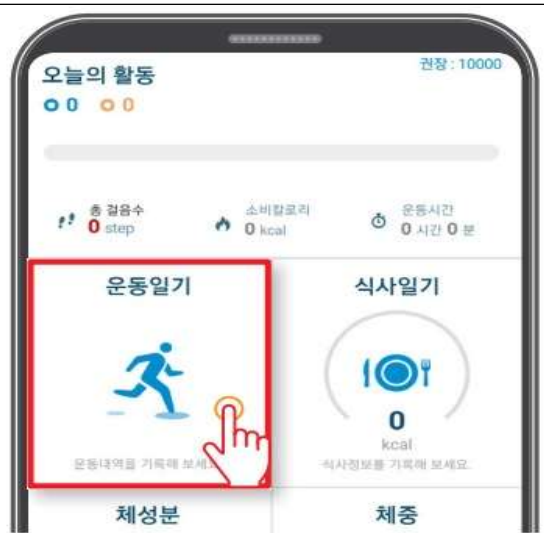 오늘의 활동
권장 : 10000
0 0
총 걸음수
0 step
소비칼로리
0 kcal
운동시간
0 시간 0 분
운동일기
식사일기
0
kcal
운동내역을 기록해 보세
식사정보를 기록해 보세요.
체성분
체중